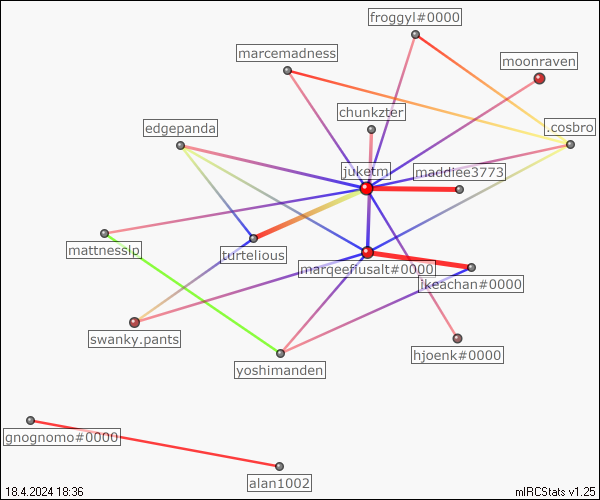 froggyl#0000
marcemadness
moonraven
chunkzter
edgepanda
.cosbro
juketm
maddiee3773
mattnesslp
turtelious
marqeeflusalt#0000
ikeachan#0000
swanky.pants
hjoenk#0000
yoshimanden
gnognomo#0000
alan1002
18.4.2024 18:36
mIRCStats v1.25